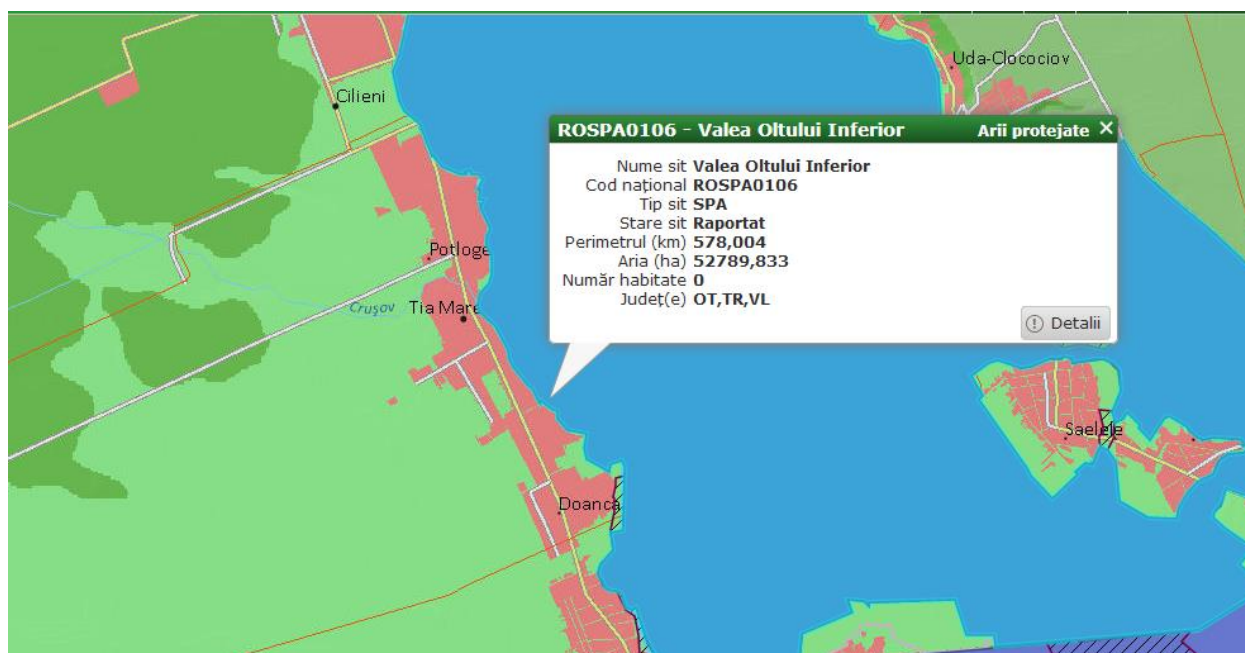 Uda-Clocociov
Cilieni
ROSPA0106 - Valea Oltului Inferior Arii protejate
Nume sit Valea Oltului Inferior
Cod național ROSPA0106
Tip sit SPA
Stare sit Raportat
Perimetrul (km) 578,004
Aria (ha) 52789,833
Număr habitate 0
Județ(e) OT,TR,VL
Detalii
Potloge
Crușov
Tia Mare
Saelele
Doanca